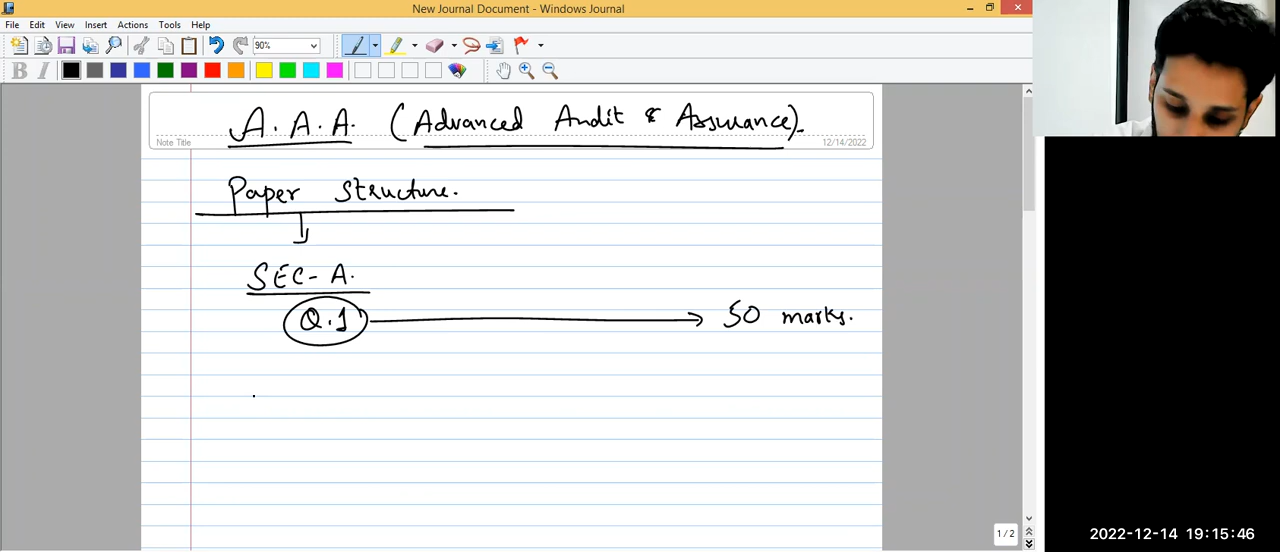 New Journal Document - Windows Journal
File Edit View Insert Actions Tools Help
90%
B I
A.A.A. (Advanced Audit & Assurance).
Note Title
12/14/2022
Paper Structure.
SEC-A.
Q.1 50 marks.
1/2
2022-12-14 19:15:46